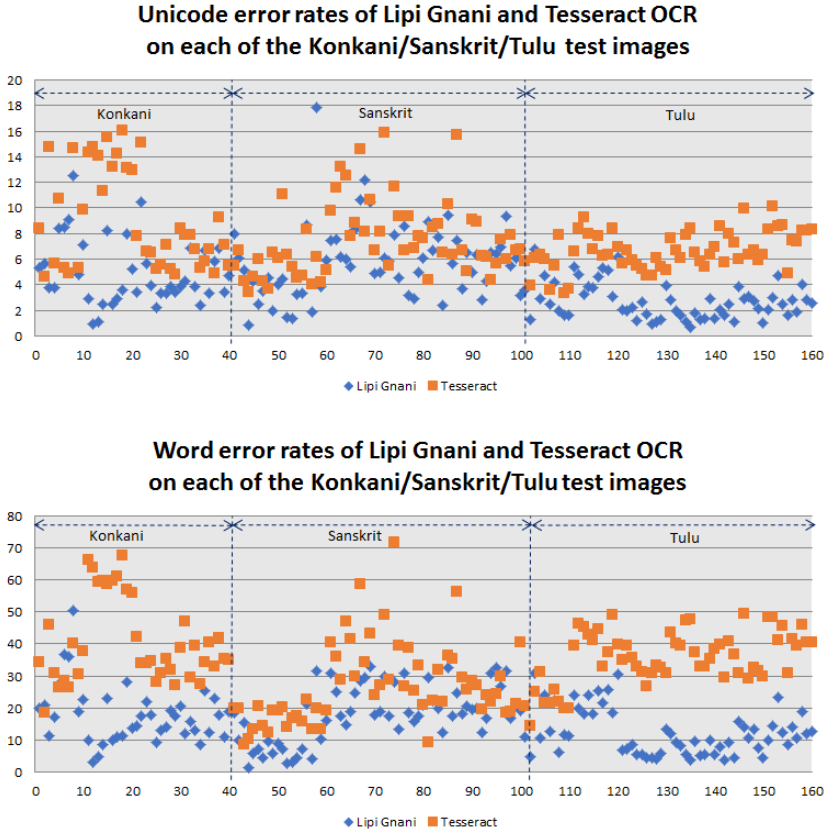 Unicode error rates of Lipi Gnani and Tesseract OCR
on each of the Konkani/Sanskrit/Tulu test images
20
18
16
14
12
10
8
6
4
2
0
Konkani Sanskrit Tulu
0 10 20 30 40 50 60 70 80 90 100 110 120 130 140 150 160
Lipi Gnani Tesseract
Word error rates of Lipi Gnani and Tesseract OCR
on each of the Konkani/Sanskrit/Tulu test images
80
70
60
50
40
30
20
10
0
Konkani Sanskrit Tulu
0 10 20 30 40 50 60 70 80 90 100 110 120 130 140 150 160
Lipi Gnani Tesseract